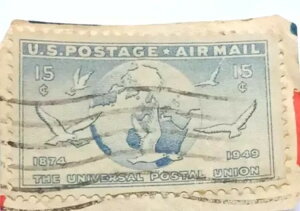 U.S. POSTAGE ★ AIR MAIL
15 ¢ 15 ¢
1874 1949
THE UNIVERSAL POSTAL UNION